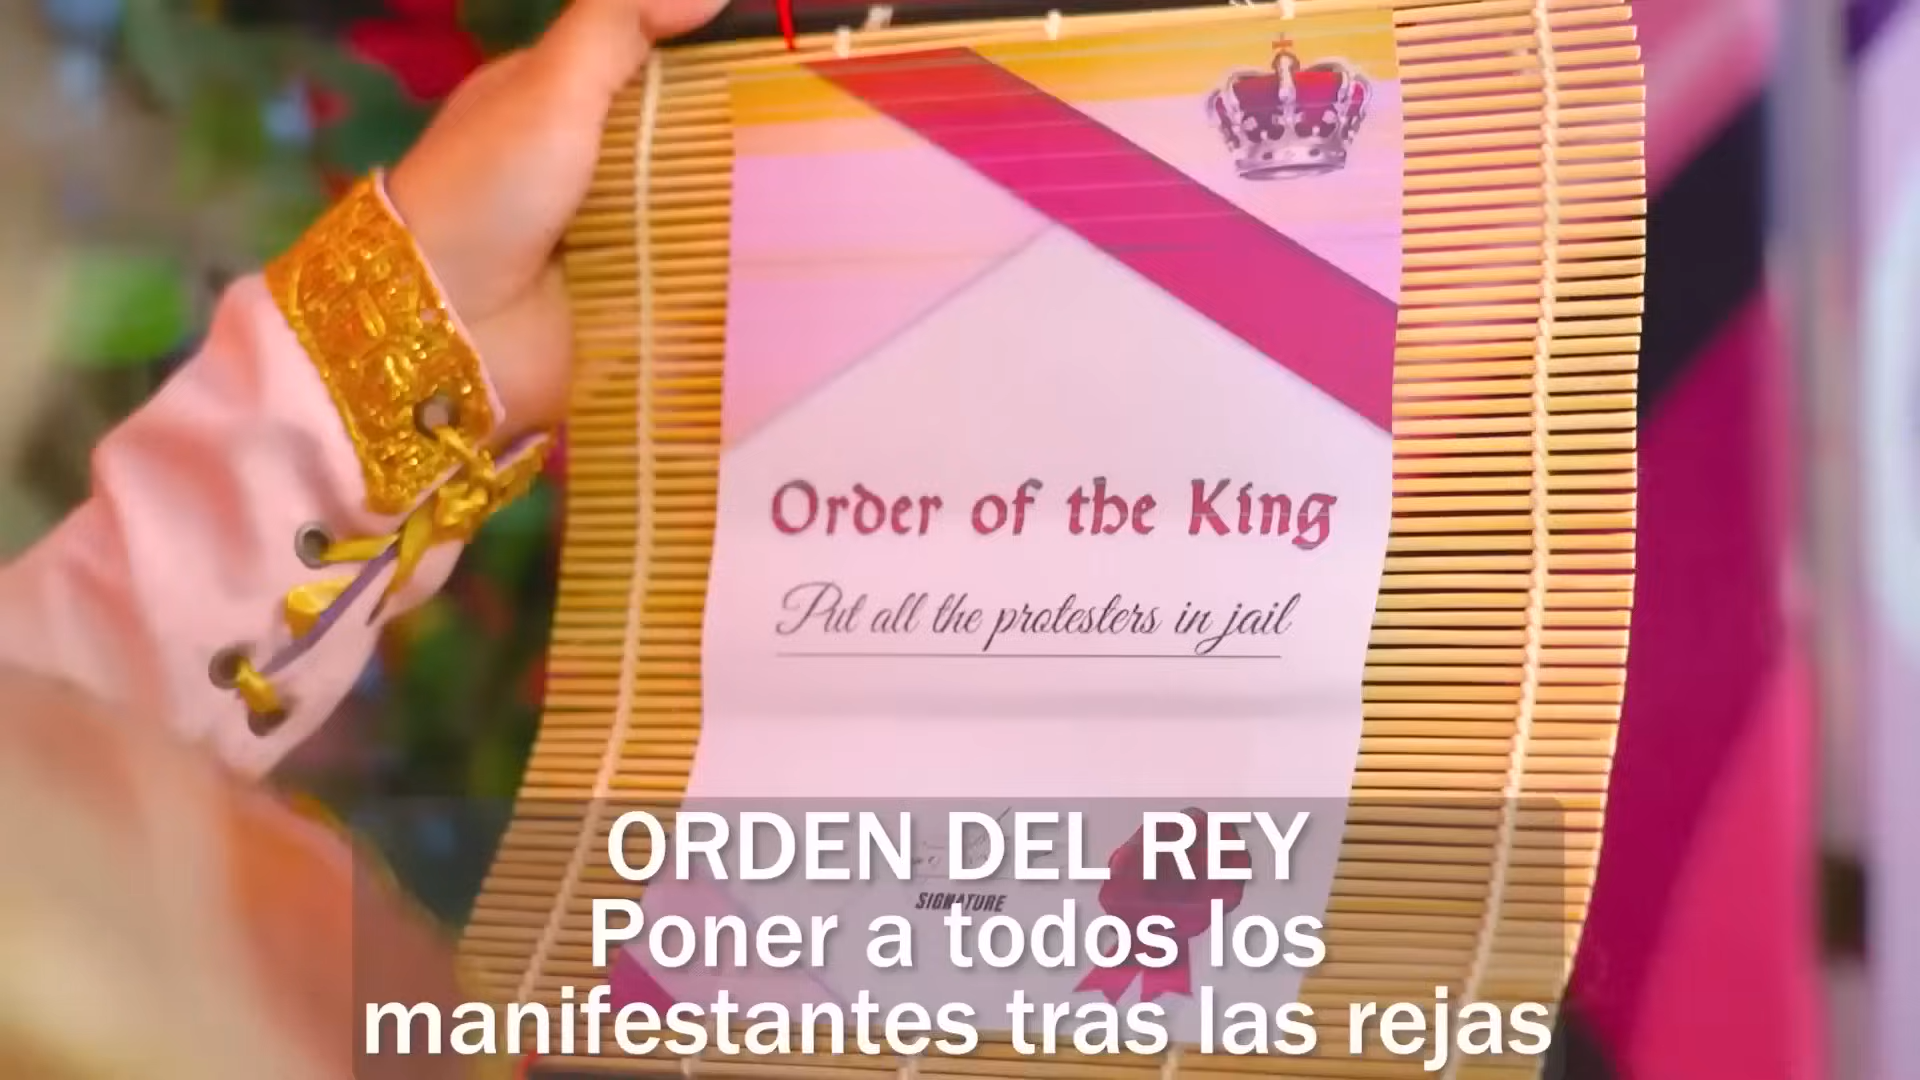 Order of the King
Put all the protesters in jail
SIGNATURE
ORDEN DEL REY
Poner a todos los
manifestantes tras las rejas